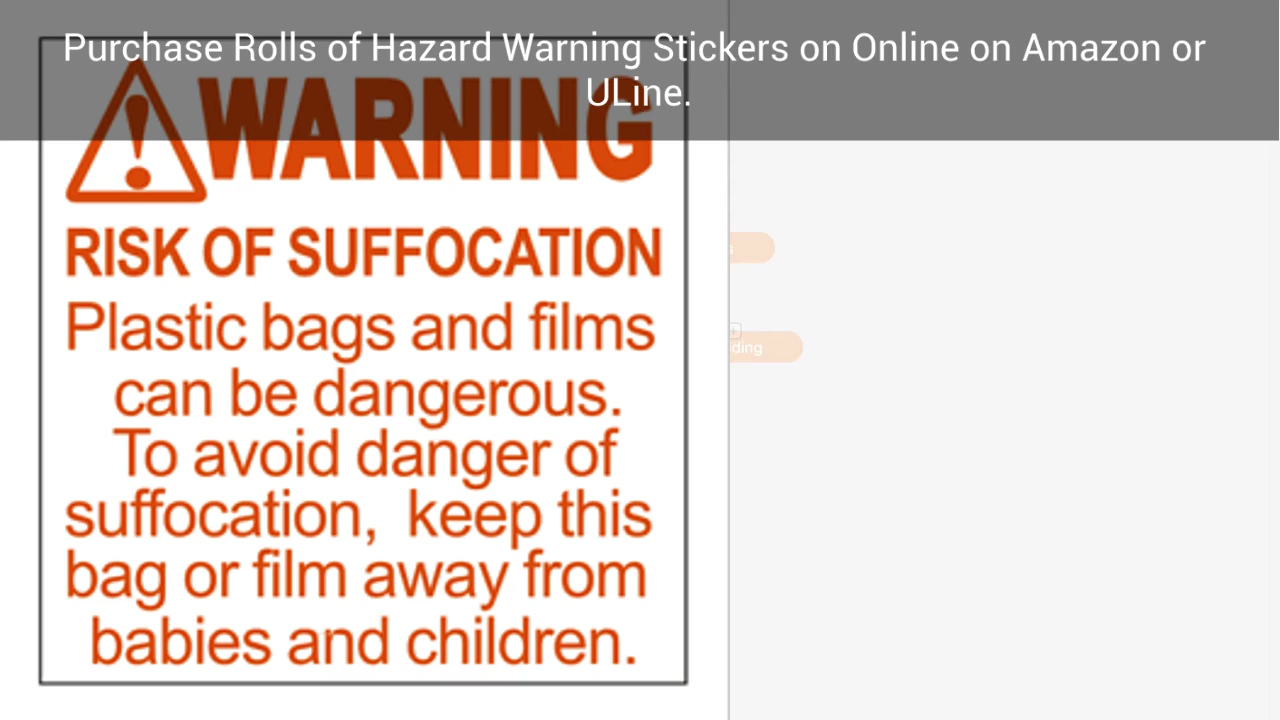 Purchase Rolls of Hazard Warning Stickers on Online on Amazon or
ULine.
WARNING
RISK OF SUFFOCATION
Plastic bags and films
can be dangerous.
To avoid danger of
suffocation, keep this
bag or film away from
babies and children.